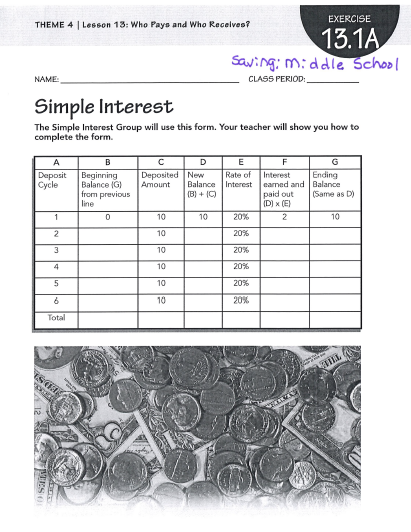 THEME 4 | Lesson 13: Who Pays and Who Receives?
EXERCISE
13.1A
Saving: Middle School
NAME: CLASS PERIOD:
Simple Interest
The Simple Interest Group will use this form. Your teacher will show you how to
complete the form.
A B C D E F G
Deposit Beginning Deposited New Rate of Interest Ending
Cycle Balance (G) Amount Balance Interest earned and Balance
from previous (B) + (C) paid out (Same as D)
line (D) x (E)
1 0 10 10 20% 2 10
2 10 20%
3 10 20%
4 10 20%
5 10 20%
6 10 20%
Total